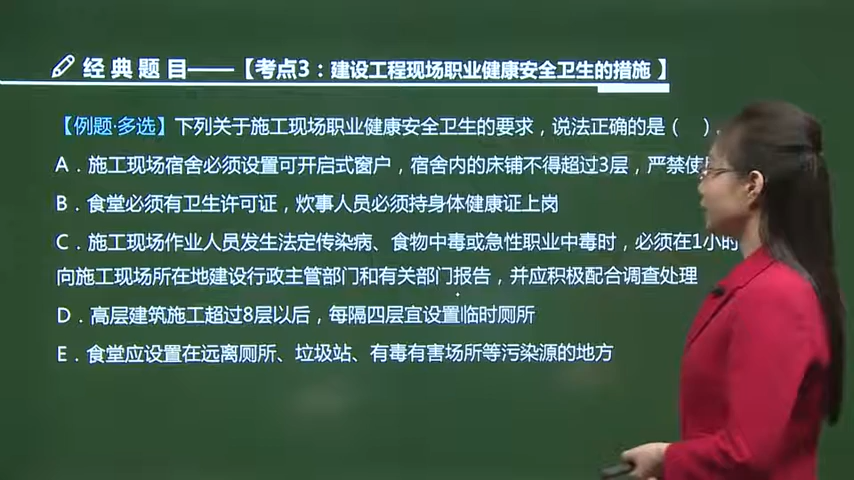 经典题目——【考点3：建设工程现场职业健康安全卫生的措施】
【例题·多选】下列关于施工现场职业健康安全卫生的要求，说法正确的是（ ）。
A．施工现场宿舍必须设置可开启式窗户，宿舍内的床铺不得超过3层，严禁使
B．食堂必须有卫生许可证，炊事人员必须持身体健康证上岗
C．施工现场作业人员发生法定传染病、食物中毒或急性职业中毒时，必须在1小时
向施工现场所在地建设行政主管部门和有关部门报告，并应积极配合调查处理
D．高层建筑施工超过8层以后，每隔四层宜设置临时厕所
E．食堂应设置在远离厕所、垃圾站、有毒有害场所等污染源的地方